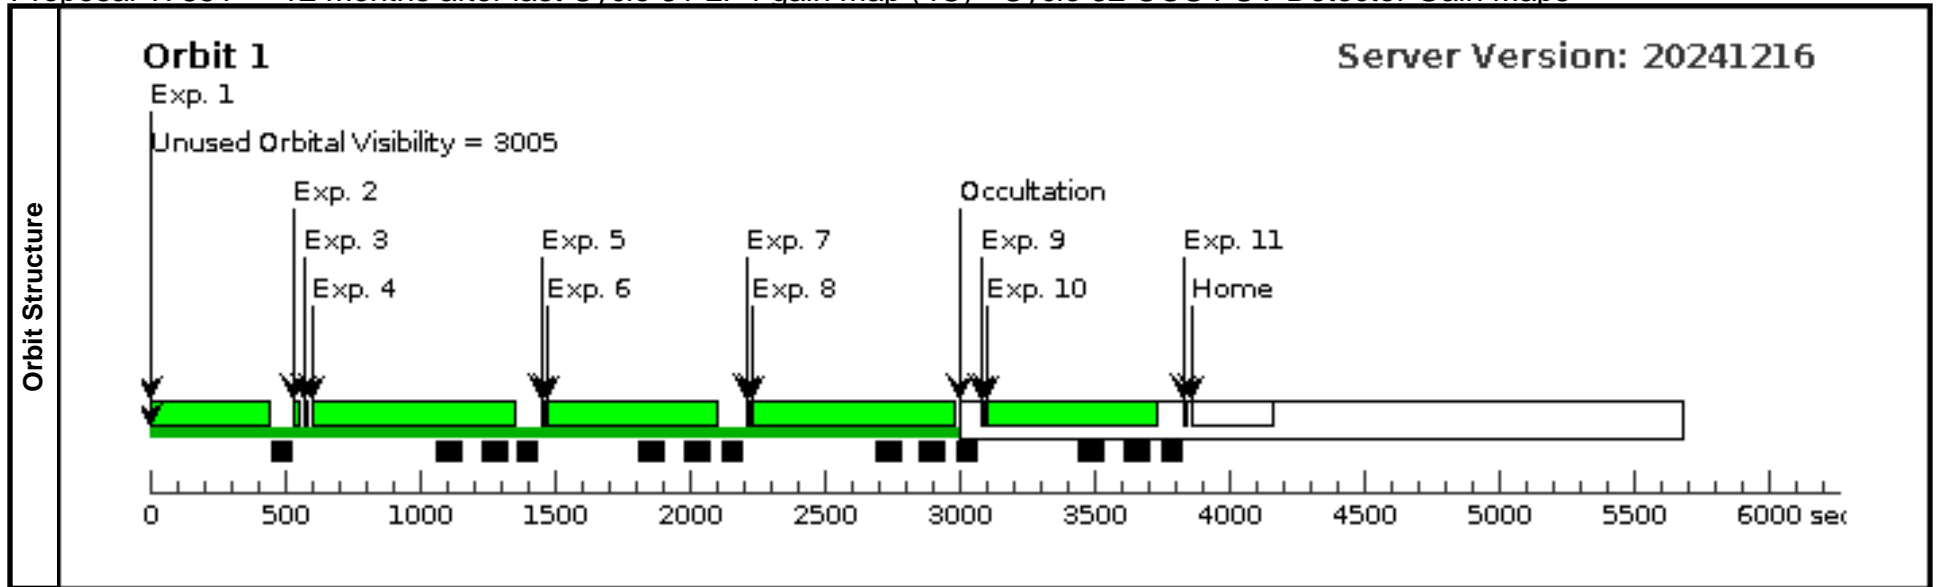 Orbit Structure
Orbit 1
Server Version: 20241216
Exp. 1
Unused Orbital Visibility = 3005
Exp. 2
Occultation
Exp. 3
Exp. 5
Exp. 7
Exp. 9
Exp. 11
Exp. 4
Exp. 6
Exp. 8
Exp. 10
Home
0 500 1000 1500 2000 2500 3000 3500 4000 4500 5000 5500 6000 sec